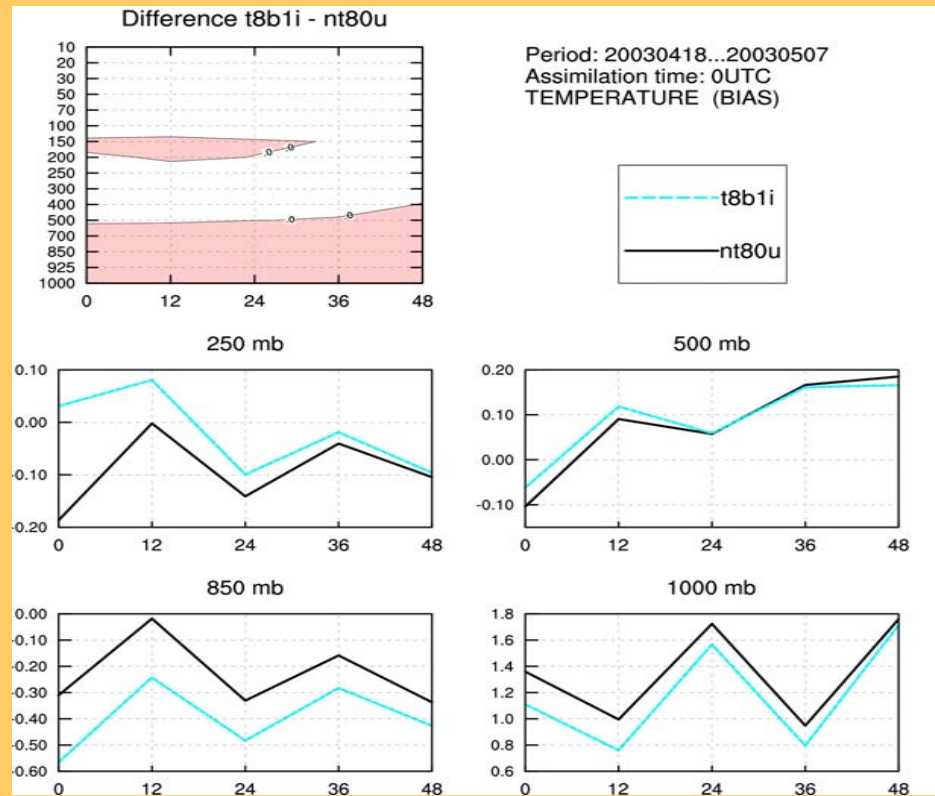 Difference t8b1i - nt80u
10
20
30
50
70
100
150
200
250
300
400
500
700
850
925
1000
.0
.0
.0
.0
0 12 24 36 48
Period: 20030418...20030507
Assimilation time: 0UTC
TEMPERATURE (BIAS)
t8b1i
nt80u
250 mb
0.10
0.00
-0.10
-0.20
0 12 24 36 48
500 mb
0.20
0.10
0.00
-0.10
0 12 24 36 48
850 mb
0.00
-0.10
-0.20
-0.30
-0.40
-0.50
-0.60
0 12 24 36 48
1000 mb
1.8
1.6
1.4
1.2
1.0
0.8
0.6
0 12 24 36 48